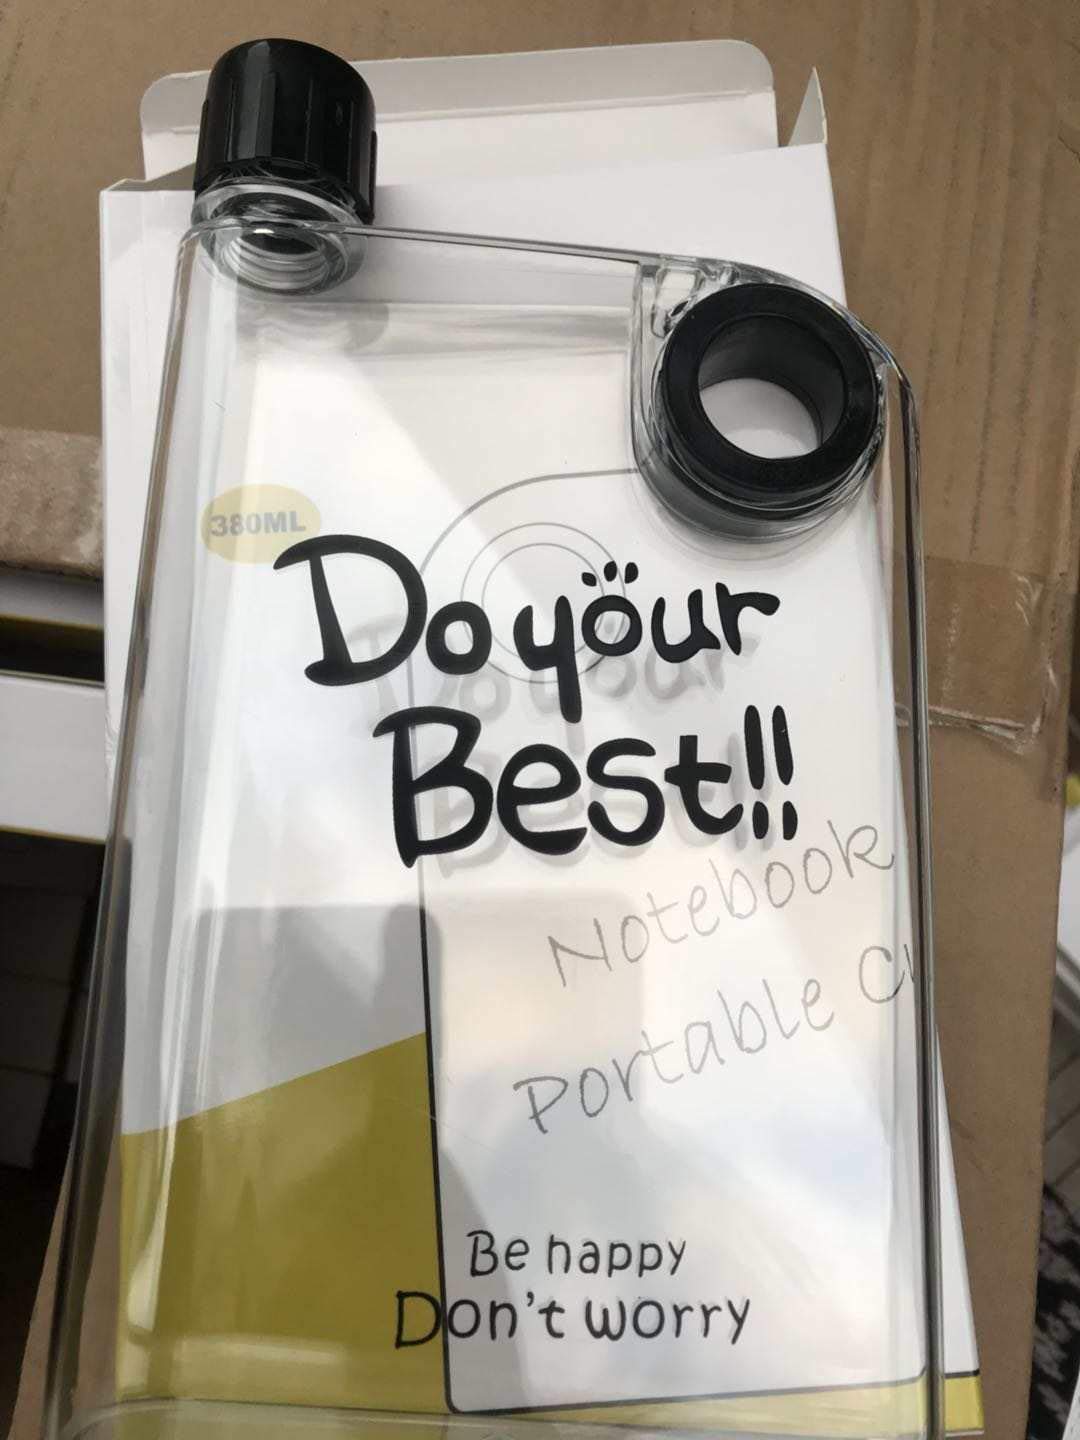 380ML
Do your
Best!!
Notebook
Portable
Be happy
Don't worry